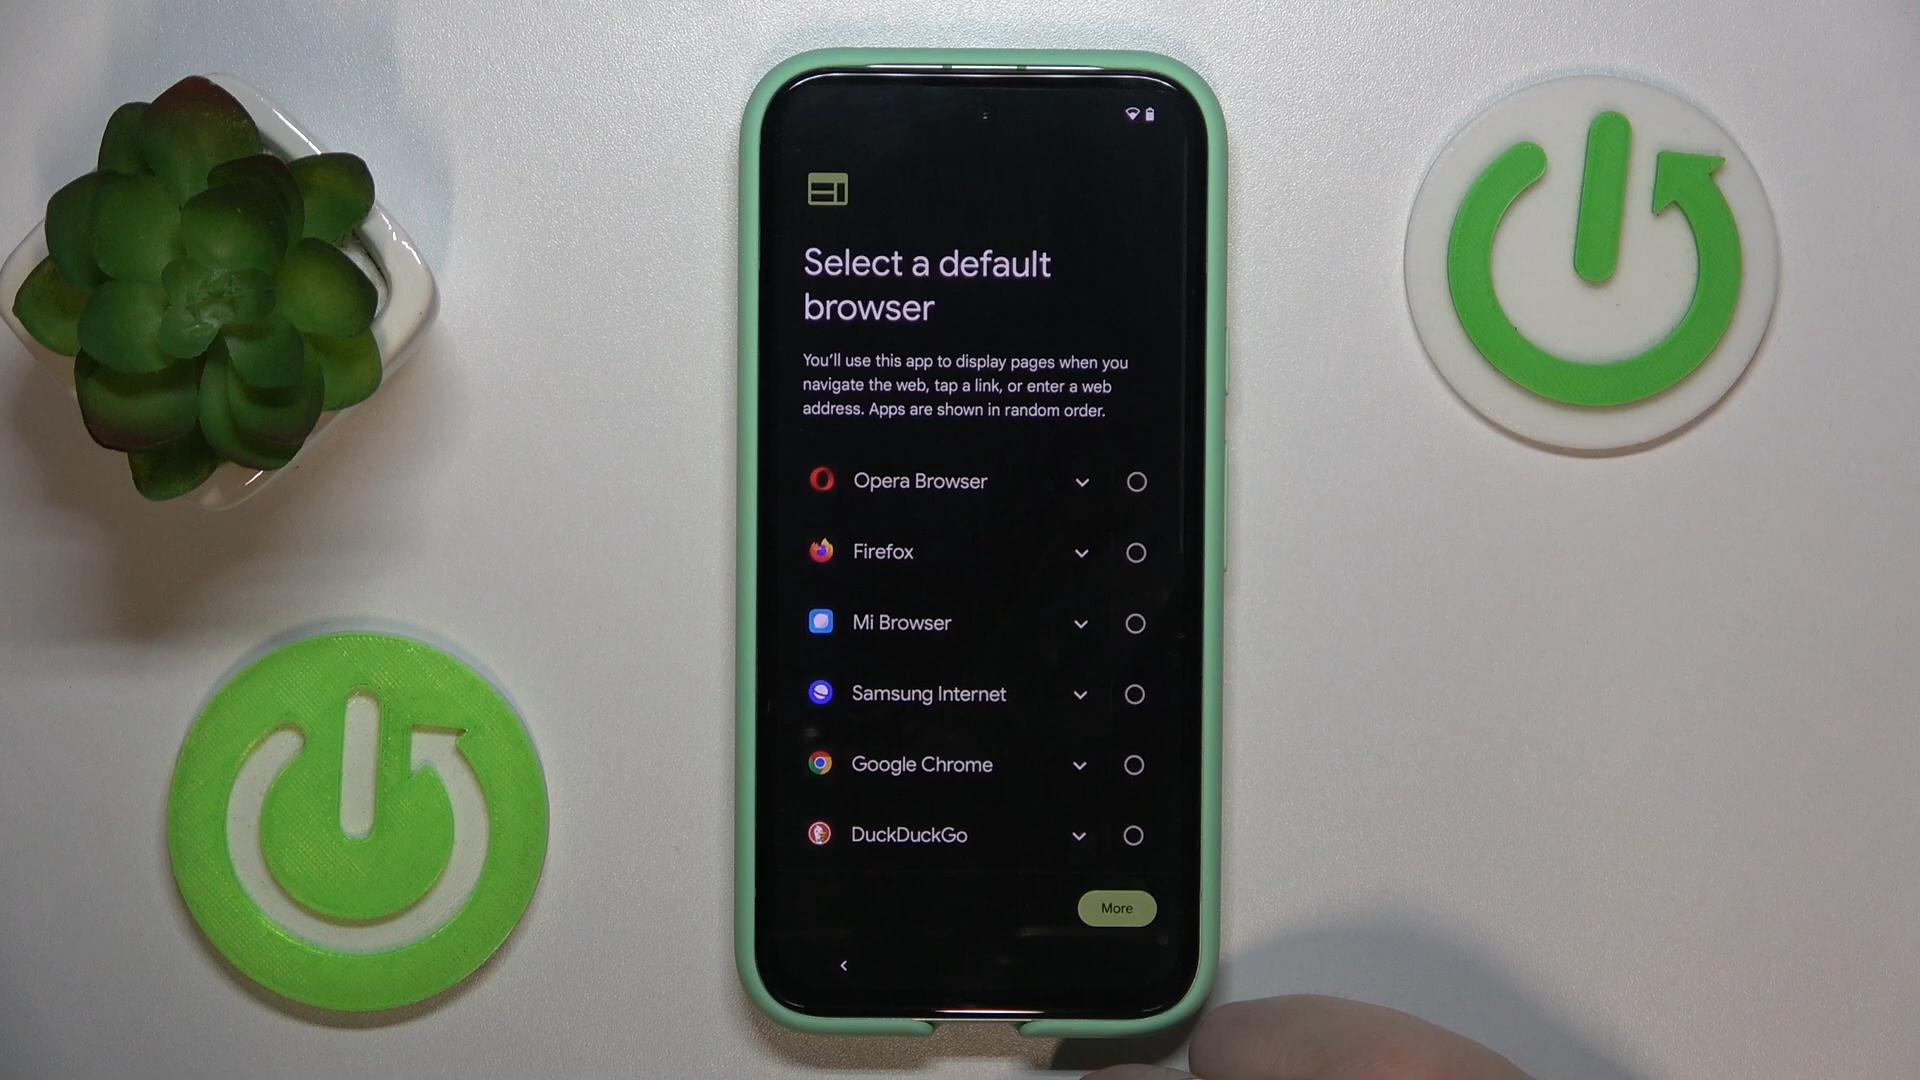 Select a default
browser
You’ll use this app to display pages when you
navigate the web, tap a link, or enter a web
address. Apps are shown in random order.
Opera Browser
Firefox
Mi Browser
Samsung Internet
Google Chrome
DuckDuckGo
More